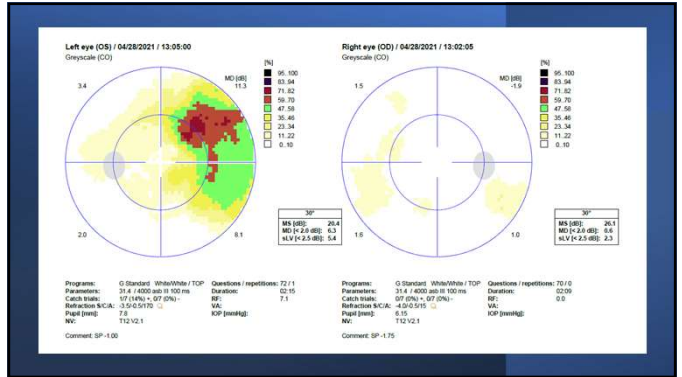 Left eye (OS) / 04/28/2021 / 13:05:00
Greyscale (CO)
3.4
MD [dB]
11.3
2.0
8.1
[%]
95..100
83..94
71..82
59..70
47..58
35..46
23..34
11..22
0..10
30°
MS [dB]: 20.4
MD [< 2.0 dB]: 6.3
sLV [< 2.5 dB]: 5.4
Programs: G Standard White/White / TOP Questions / repetitions: 72 / 1
Parameters: 31.4 / 4000 asb III 100 ms Duration: 02:15
Catch trials: 1/7 (14%) +, 0/7 (0%) - RF: 7.1
Refraction S/C/A: -3.5/-0.5/170 VA:
Pupil [mm]: 7.8 IOP [mmHg]:
NV: T12 V2.1
Comment: SP -1.00
Right eye (OD) / 04/28/2021 / 13:02:05
Greyscale (CO)
1.5
MD [dB]
-1.9
1.6
1.0
[%]
95..100
83..94
71..82
59..70
47..58
35..46
23..34
11..22
0..10
30°
MS [dB]: 26.1
MD [< 2.0 dB]: 0.6
sLV [< 2.5 dB]: 2.3
Programs: G Standard White/White / TOP Questions / repetitions: 70 / 0
Parameters: 31.4 / 4000 asb III 100 ms Duration: 02:09
Catch trials: 0/7 (0%) +, 0/7 (0%) - RF: 0.0
Refraction S/C/A: -4.0/-0.5/15 VA:
Pupil [mm]: 6.15 IOP [mmHg]:
NV: T12 V2.1
Comment: SP -1.75